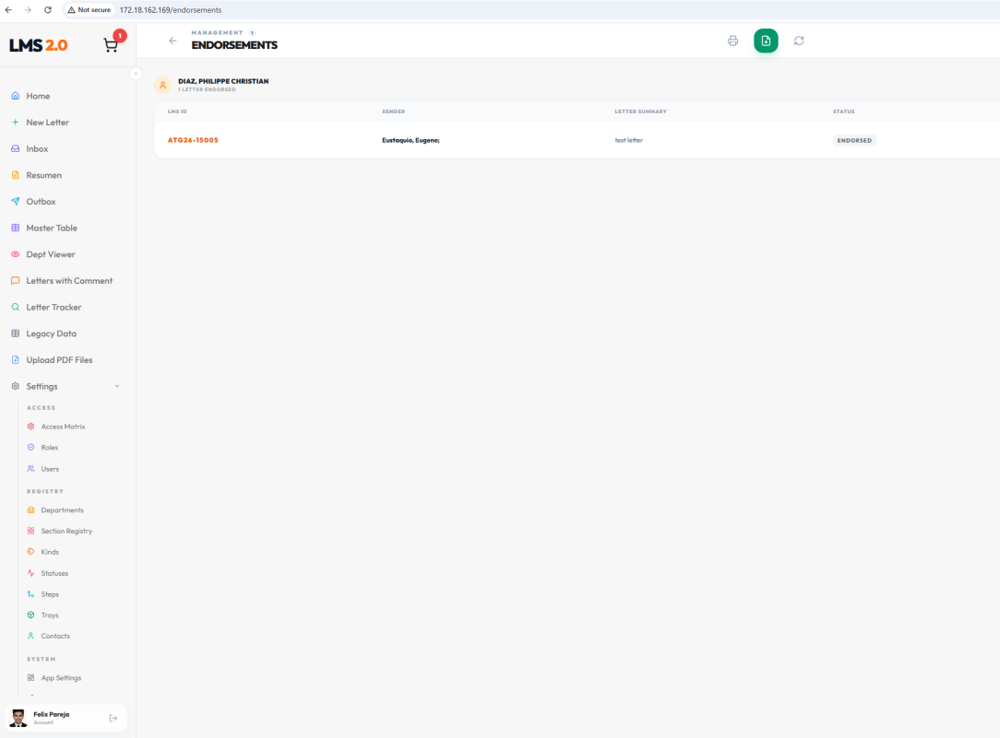 Not secure 172.18.162.169/endorsements
LMS 2.0
1
MANAGEMENT 1
ENDORSEMENTS
DIAZ, PHILIPPE CHRISTIAN
1 LETTER ENDORSED
LMS ID SENDER LETTER SUMMARY STATUS
ATG26-15005 Eustaquio, Eugene; test letter ENDORSED
Home
New Letter
Inbox
Resumen
Outbox
Master Table
Dept Viewer
Letters with Comment
Letter Tracker
Legacy Data
Upload PDF Files
Settings
ACCESS
Access Matrix
Roles
Users
REGISTRY
Departments
Section Registry
Kinds
Statuses
Steps
Trays
Contacts
SYSTEM
App Settings
Felix Pareja
Account